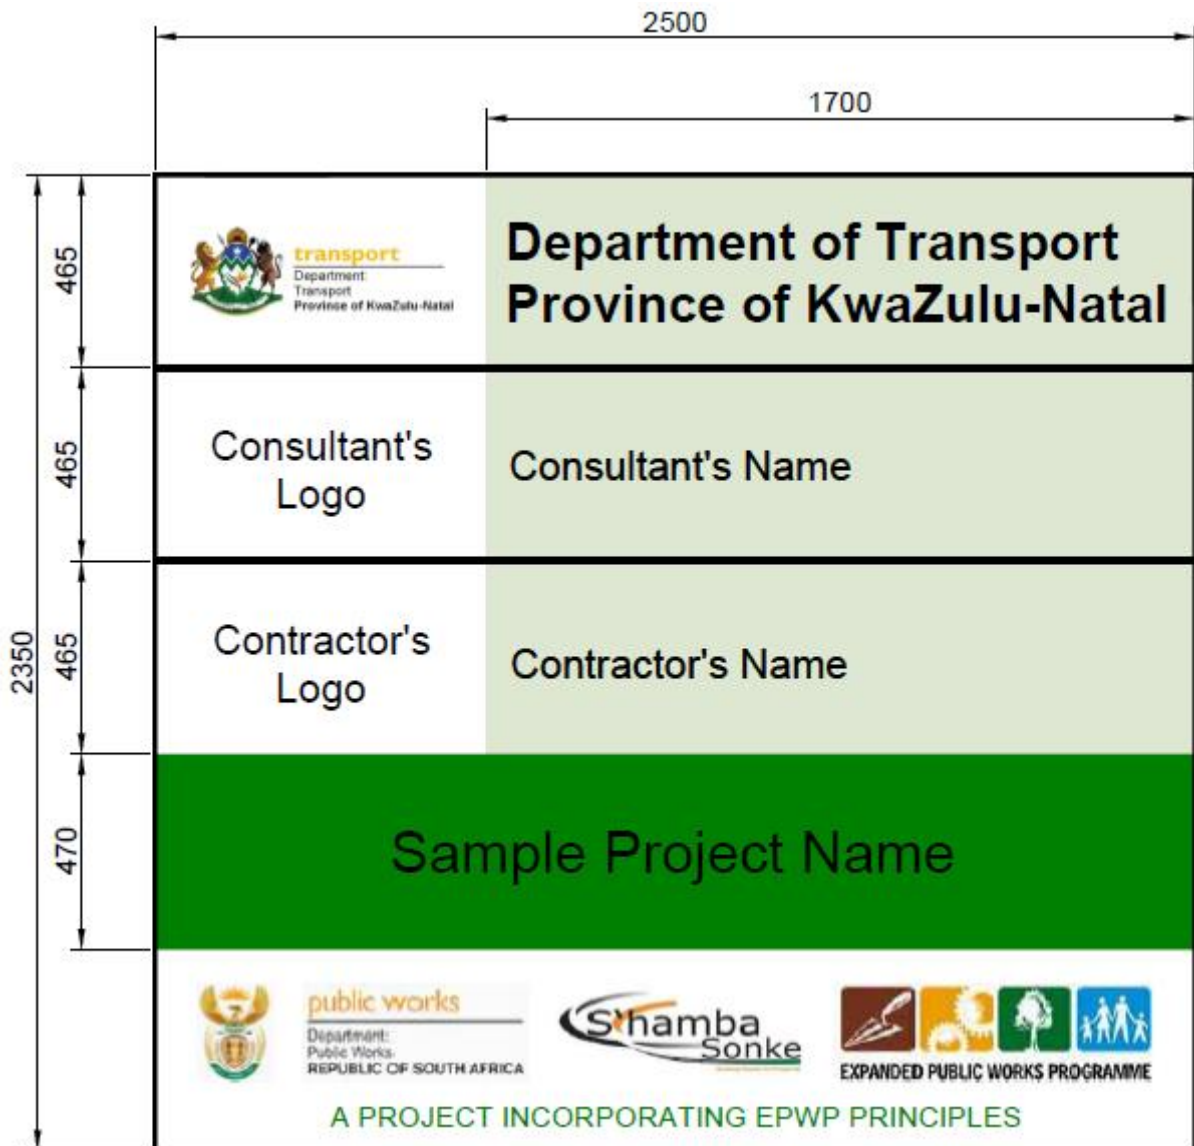 2500
1700
465
transport
Department
Transport
Province of KwaZulu-Natal
Department of Transport
Province of KwaZulu-Natal
465
Consultant's
Logo
Consultant's Name
2350
465
Contractor's
Logo
Contractor's Name
470
Sample Project Name
public works
Department:
Public Works
REPUBLIC OF SOUTH AFRICA
S'hamba
Sonke
EXPANDED PUBLIC WORKS PROGRAMME
A PROJECT INCORPORATING EPWP PRINCIPLES